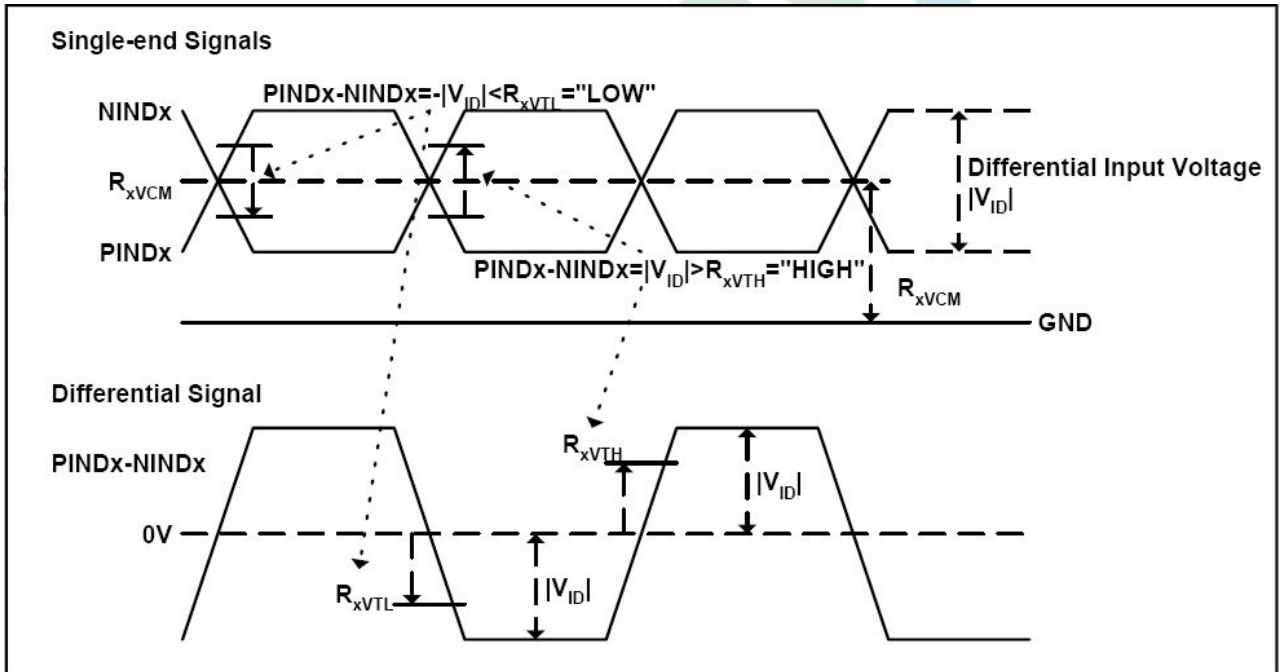 Single-end Signals
PINDx-NINDx=-|VID|<RxVTL="LOW"
NINDx
RxVCM
Differential Input Voltage
|VID|
PINDx
PINDx-NINDx=|VID|>RxVTH="HIGH"
RxVCM
GND
Differential Signal
RxVTH
PINDx-NINDx
|VID|
0V
RxVTL
|VID|